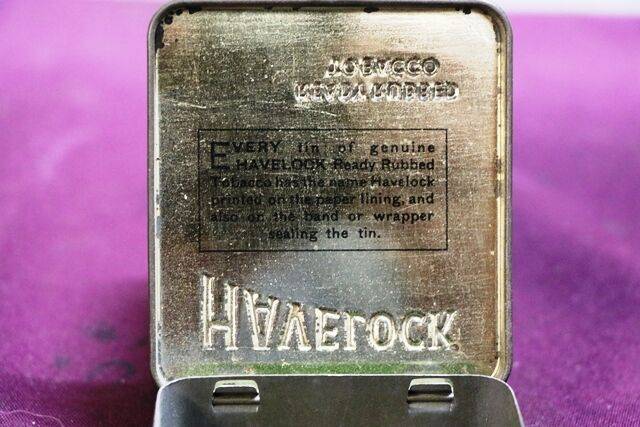 TOBACCO
READY RUBBED
EVERY tin of genuine
HAVELOCK Ready Rubbed
Tobacco has the name Havelock
printed on the paper lining, and
also on the band or wrapper
sealing the tin.
HAVELOCK